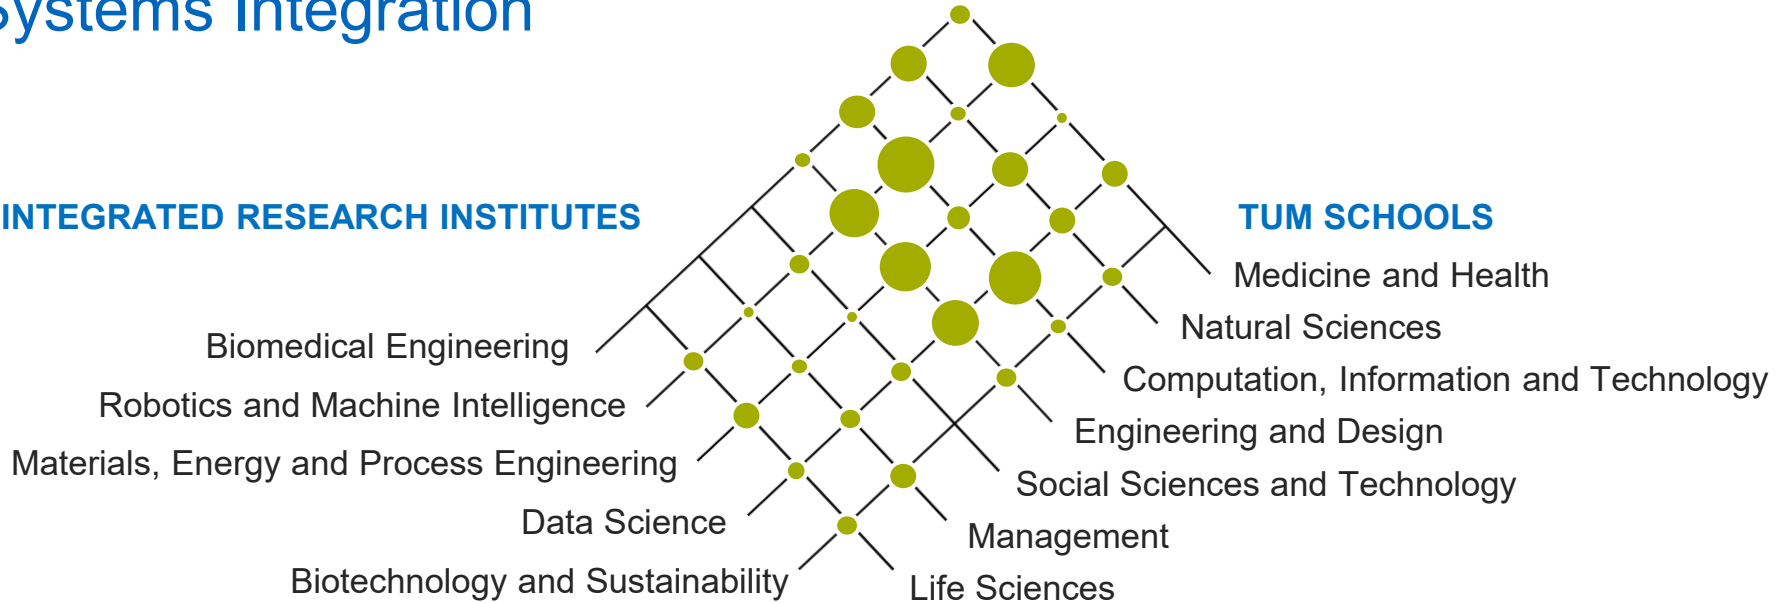 Systems Integration
INTEGRATED RESEARCH INSTITUTES
Biomedical Engineering
Robotics and Machine Intelligence
Materials, Energy and Process Engineering
Data Science
Biotechnology and Sustainability
TUM SCHOOLS
Medicine and Health
Natural Sciences
Computation, Information and Technology
Engineering and Design
Social Sciences and Technology
Management
Life Sciences